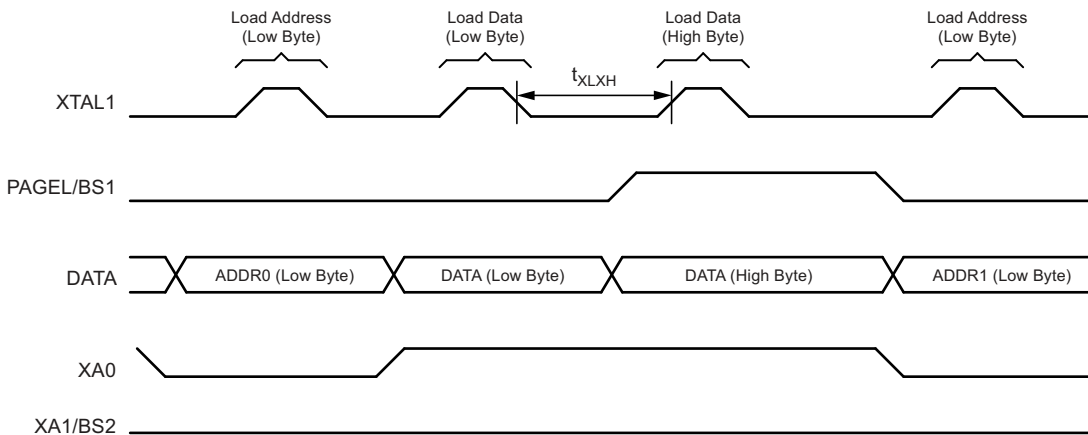 Load Address
(Low Byte)
Load Data
(Low Byte)
Load Data
(High Byte)
Load Address
(Low Byte)
tXLXH
XTAL1
PAGEL/BS1
DATA
ADDR0 (Low Byte)
DATA (Low Byte)
DATA (High Byte)
ADDR1 (Low Byte)
XA0
XA1/BS2